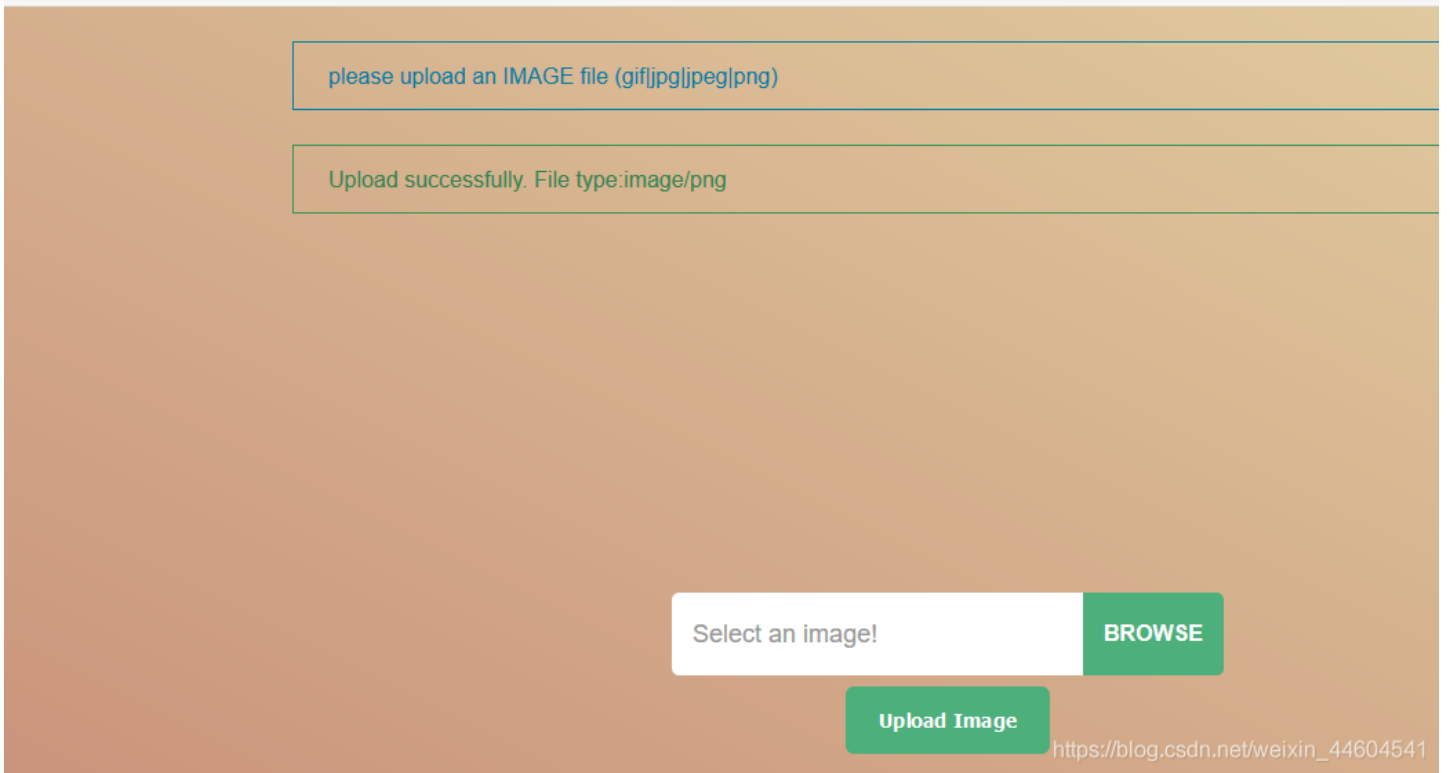 please upload an IMAGE file (gif|jpg|jpeg|png)
Upload successfully. File type:image/png
Select an image!
BROWSE
Upload Image
https://blog.csdn.net/weixin_44604541